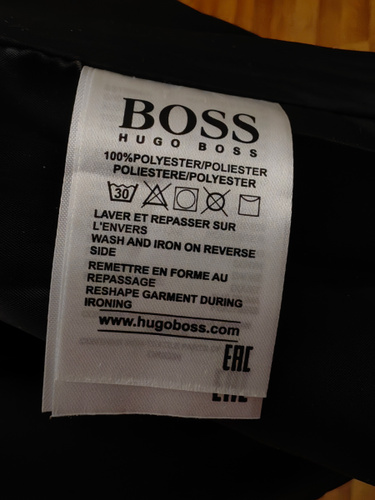 BOSS
HUGO BOSS
100%POLYESTER/POLIESTER
POLIESTERE/POLYESTER
30
LAVER ET REPASSER SUR
L'ENVERS
WASH AND IRON ON REVERSE
SIDE
REMETTRE EN FORME AU
REPASSAGE
RESHAPE GARMENT DURING
IRONING
www.hugoboss.com
EAC
EAC